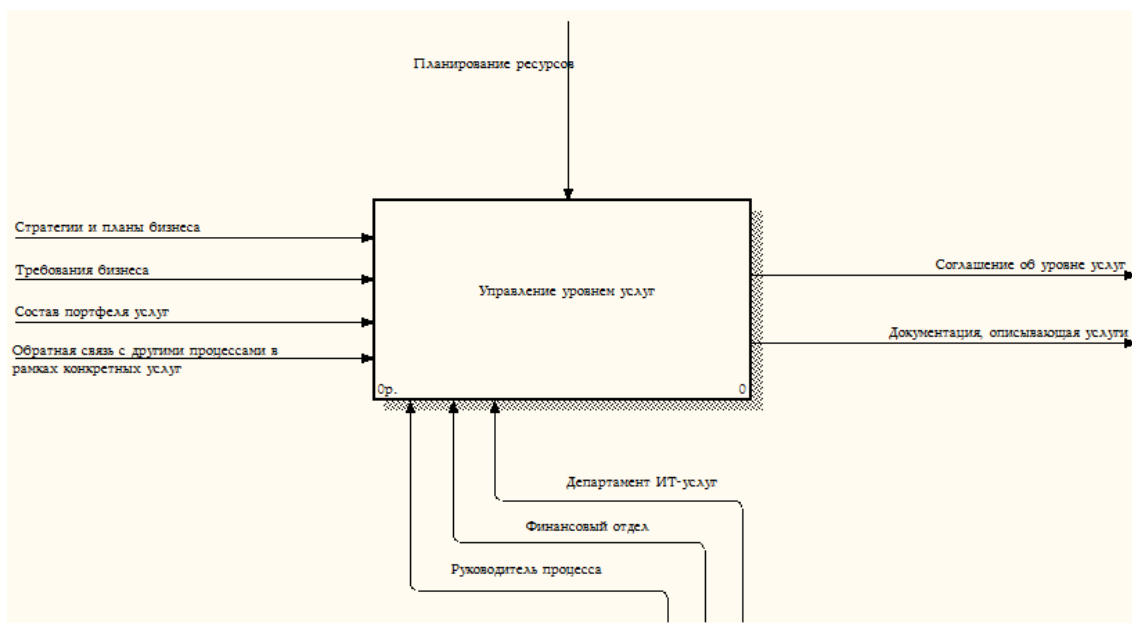 Планирование ресурсов
Стратегии и планы бизнеса
Требования бизнеса
Состав портфеля услуг
Обратная связь с другими процессами в
рамках конкретных услуг
Управление уровнем услуг
0р.
0
Соглашение об уровне услуг
Документация, описывающая услуги
Департамент ИТ-услуг
Финансовый отдел
Руководитель процесса